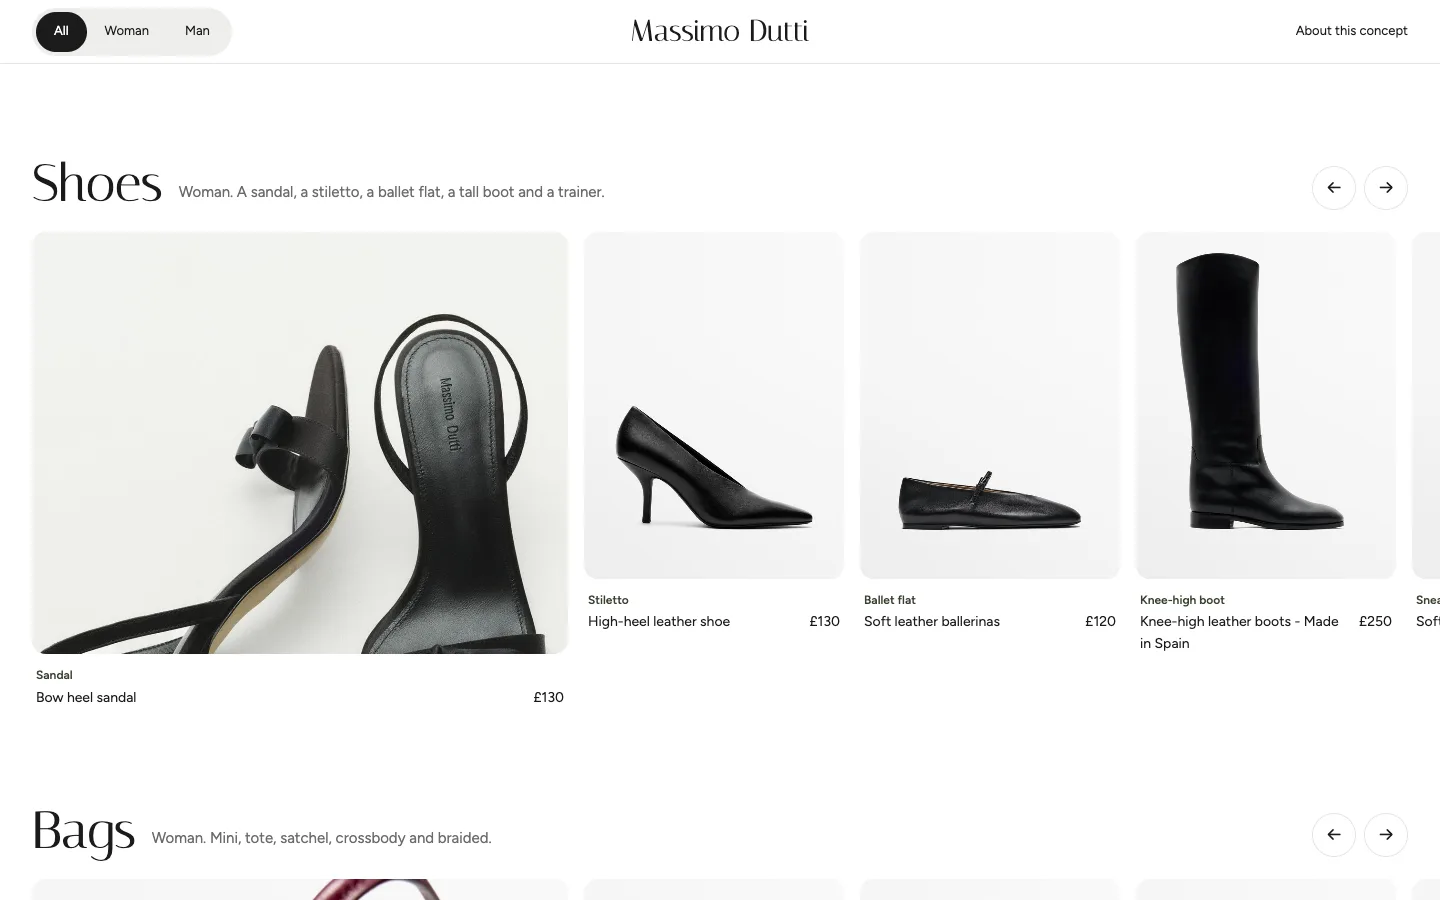 All
Woman
Man
Massimo Dutti
About this concept
Shoes
Woman. A sandal, a stiletto, a ballet flat, a tall boot and a trainer.
Massimo Dutti
Sandal
Bow heel sandal
£130
Stiletto
High-heel leather shoe
£130
Ballet flat
Soft leather ballerinas
£120
Knee-high boot
Knee-high leather boots - Made
in Spain
£250
Bags
Woman. Mini, tote, satchel, crossbody and braided.